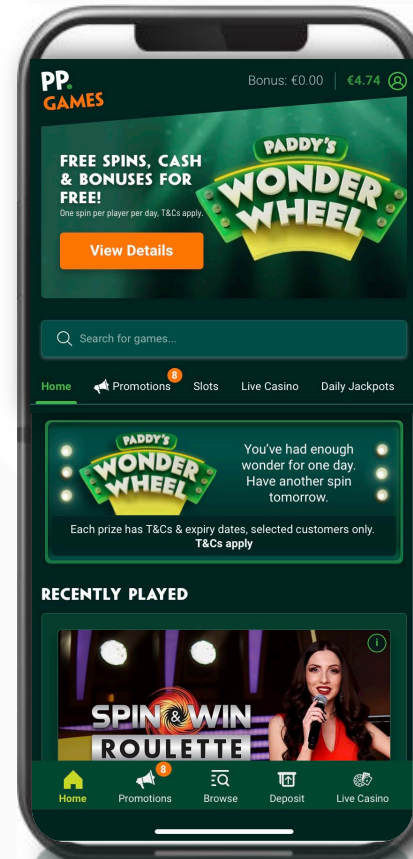 PP.
GAMES
Bonus: €0.00 | €4.74
FREE SPINS, CASH
& BONUSES FOR
FREE!
One spin per player per day, T&Cs apply.
View Details
PADDY'S
WONDER
WHEEL
Search for games...
Home
8
Promotions
Slots
Live Casino
Daily Jackpots
PADDY'S
WONDER
WHEEL
You've had enough
wonder for one day.
Have another spin
tomorrow.
Each prize has T&Cs & expiry dates, selected customers only.
T&Cs apply
RECENTLY PLAYED
i
SPIN & WIN
ROULETTE
Home
8
Promotions
Browse
Deposit
Live Casino